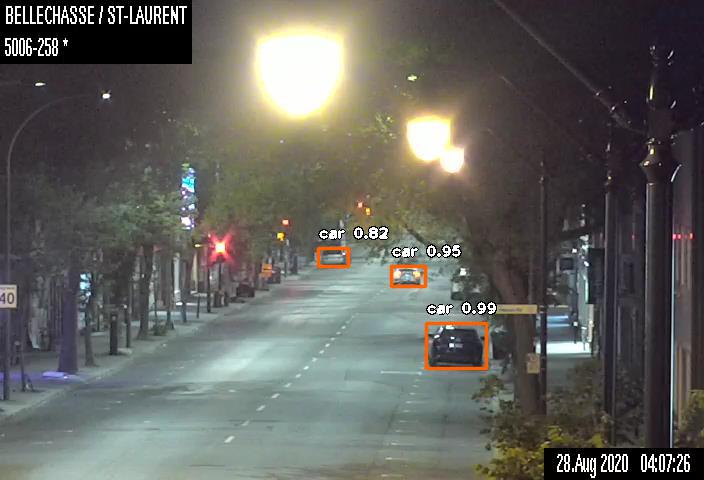 BELLECHASSE / ST-LAURENT
5006-258 *
car 0.82
car 0.95
car 0.99
40
28.Aug 2020 04:07:26